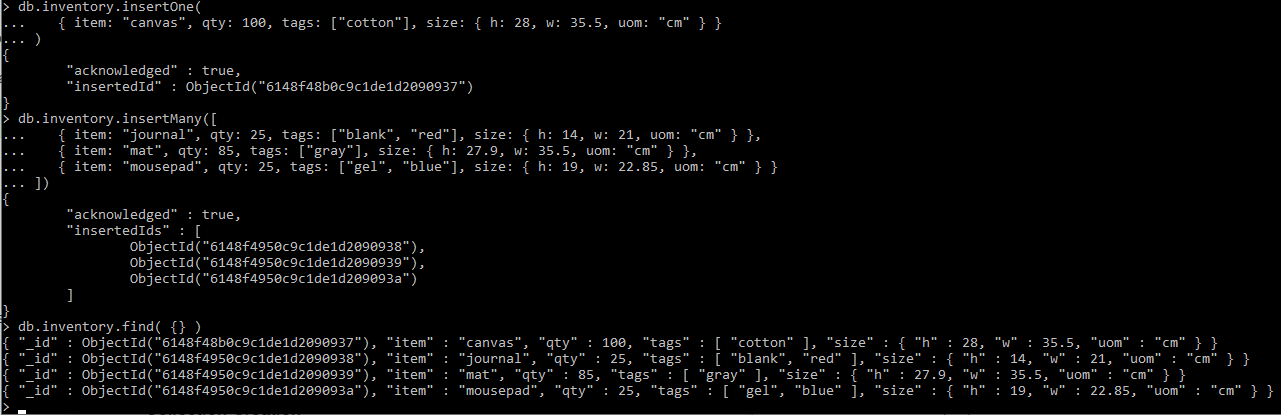 > db.inventory.insertOne(
...    { item: "canvas", qty: 100, tags: ["cotton"], size: { h: 28, w: 35.5, uom: "cm" } }
... )
{
        "acknowledged" : true,
        "insertedId" : ObjectId("6148f48b0c9c1de1d2090937")
}
> db.inventory.insertMany([
...    { item: "journal", qty: 25, tags: ["blank", "red"], size: { h: 14, w: 21, uom: "cm" } },
...    { item: "mat", qty: 85, tags: ["gray"], size: { h: 27.9, w: 35.5, uom: "cm" } },
...    { item: "mousepad", qty: 25, tags: ["gel", "blue"], size: { h: 19, w: 22.85, uom: "cm" } }
... ])
{
        "acknowledged" : true,
        "insertedIds" : [
                ObjectId("6148f4950c9c1de1d2090938"),
                ObjectId("6148f4950c9c1de1d2090939"),
                ObjectId("6148f4950c9c1de1d209093a")
        ]
}
> db.inventory.find( {} )
{ "_id" : ObjectId("6148f48b0c9c1de1d2090937"), "item" : "canvas", "qty" : 100, "tags" : [ "cotton" ], "size" : { "h" : 28, "w" : 35.5, "uom" : "cm" } }
{ "_id" : ObjectId("6148f4950c9c1de1d2090938"), "item" : "journal", "qty" : 25, "tags" : [ "blank", "red" ], "size" : { "h" : 14, "w" : 21, "uom" : "cm" } }
{ "_id" : ObjectId("6148f4950c9c1de1d2090939"), "item" : "mat", "qty" : 85, "tags" : [ "gray" ], "size" : { "h" : 27.9, "w" : 35.5, "uom" : "cm" } }
{ "_id" : ObjectId("6148f4950c9c1de1d209093a"), "item" : "mousepad", "qty" : 25, "tags" : [ "gel", "blue" ], "size" : { "h" : 19, "w" : 22.85, "uom" : "cm" } }
>